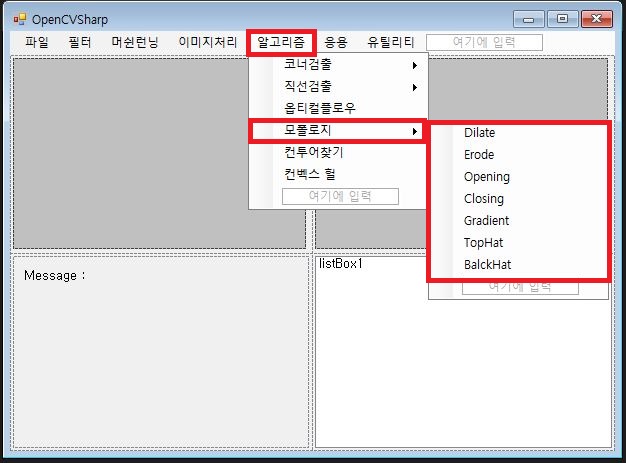 OpenCVSharp
파일 필터 머쉰런닝 이미지처리 알고리즘 응용 유틸리티 여기에 입력
코너검출
직선검출
옵티컬플로우
모폴로지
컨투어찾기
컨벡스 헐
여기에 입력
Dilate
Erode
Opening
Closing
Gradient
TopHat
BalckHat
여기에 입력
Message :
listBox1